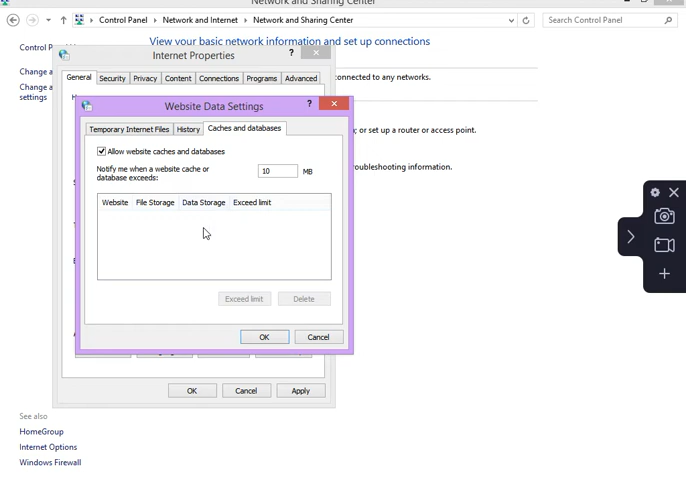 Network and Sharing Center
Control Panel
Network and Internet
Network and Sharing Center
Search Control Panel
View your basic network information and set up connections
Control P
Internet Properties
?
Change a
Change a
settings
General
Security
Privacy
Content
Connections
Programs
Advanced
connected to any networks.
Website Data Settings
?
Temporary Internet Files
History
Caches and databases
; or set up a router or access point.
Allow website caches and databases
Notify me when a website cache or
database exceeds:
10
MB
roubleshooting information.
Website
File Storage
Data Storage
Exceed limit
Exceed limit
Delete
OK
Cancel
OK
Cancel
Apply
See also
HomeGroup
Internet Options
Windows Firewall